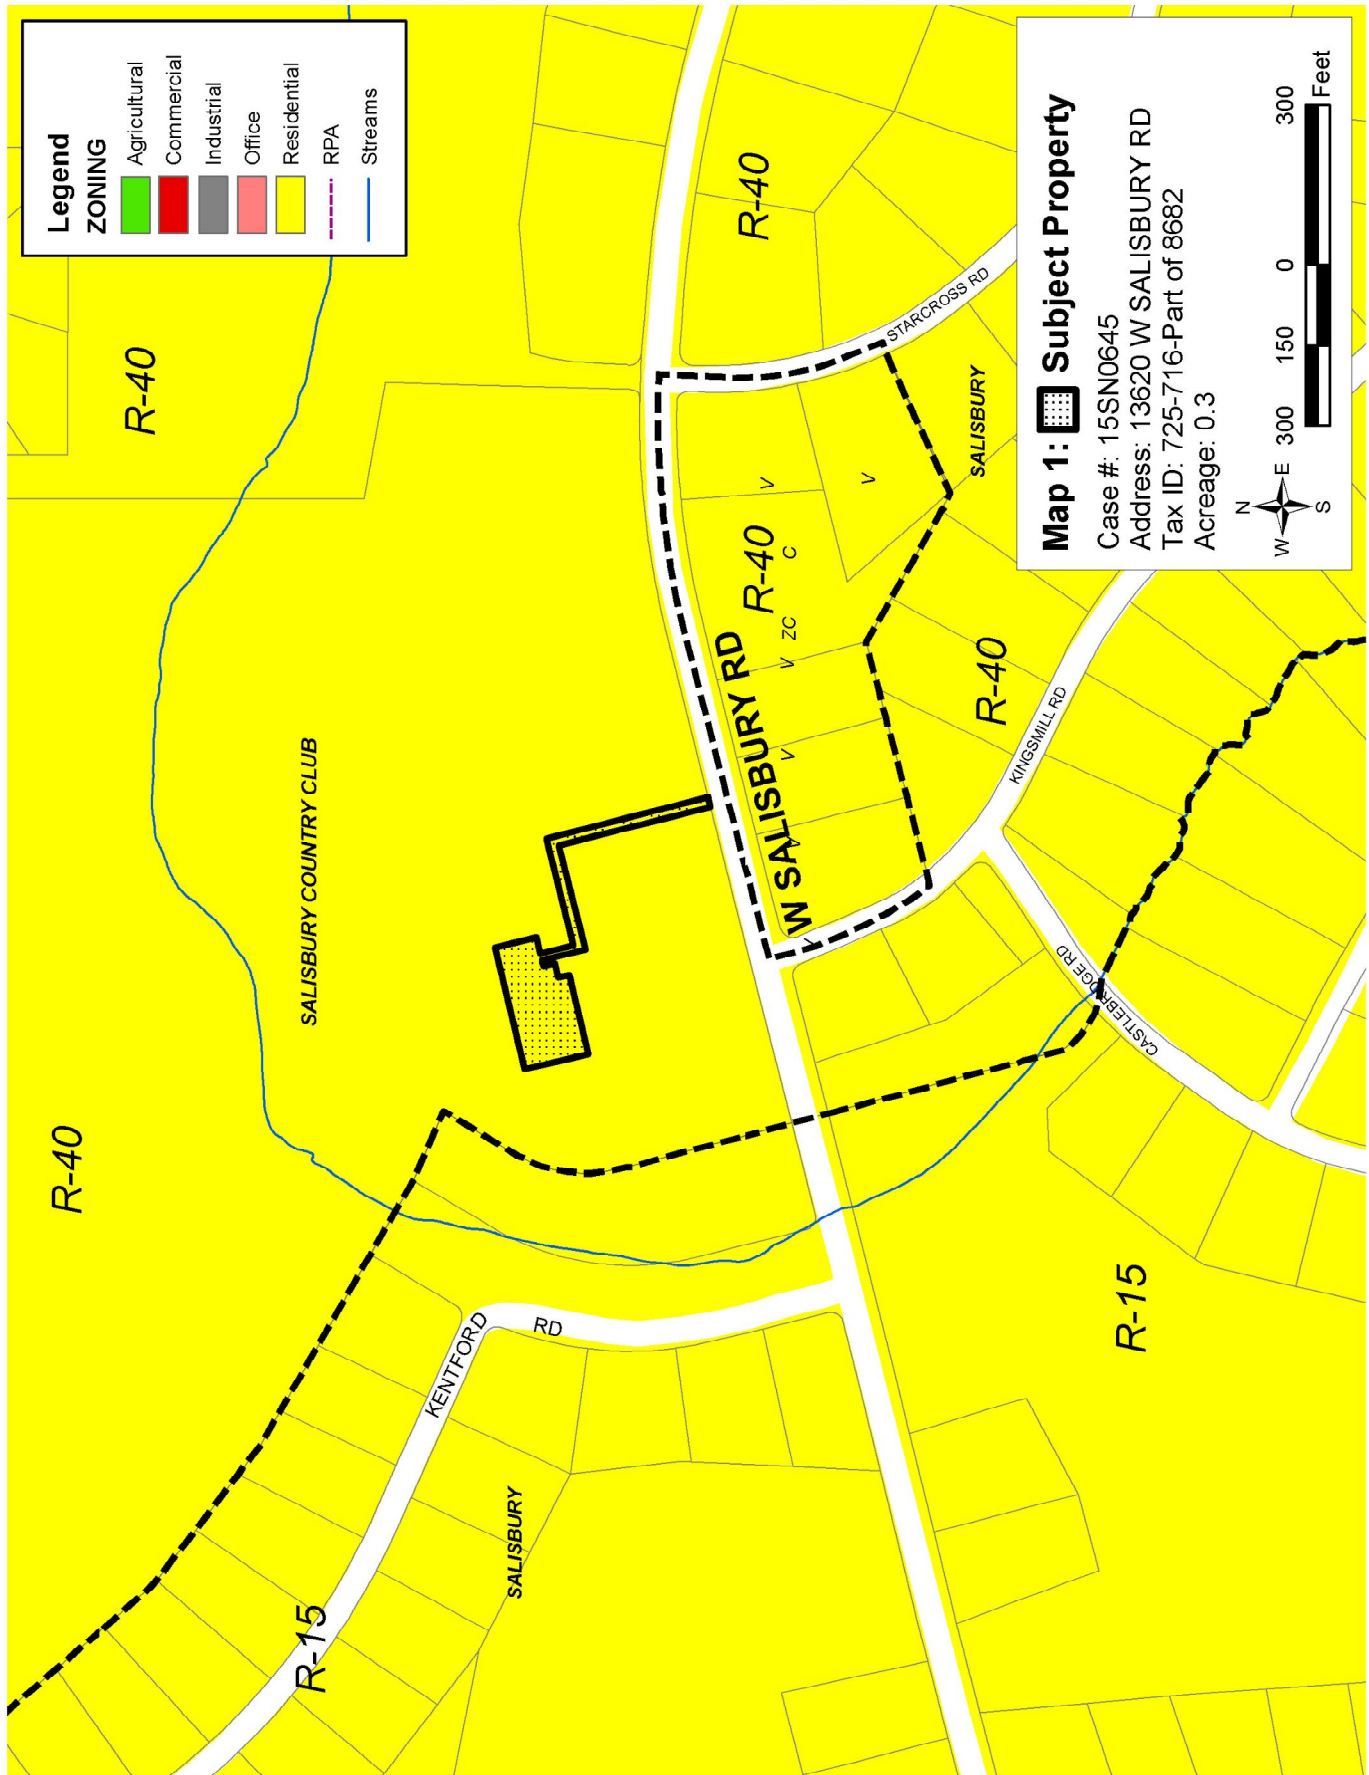 Legend
ZONING
Agricultural
Commercial
Industrial
Office
Residential
RPA
Streams
R-40
R-40
SALISBURY COUNTRY CLUB
R-40
R-15
KENTFORD
RD
SALISBURY
W SALISBURY RD
R-40
V
V
C
ZC
V
V
V
V
STARCROSS RD
SALISBURY
R-40
KINGSMILL RD
CASTLEBRIDGE RD
R-15
Map 1: Subject Property
Case #: 15SN0645
Address: 13620 W SALISBURY RD
Tax ID: 725-716-Part of 8682
Acreage: 0.3
N
W E
S
300 150 0 300
Feet